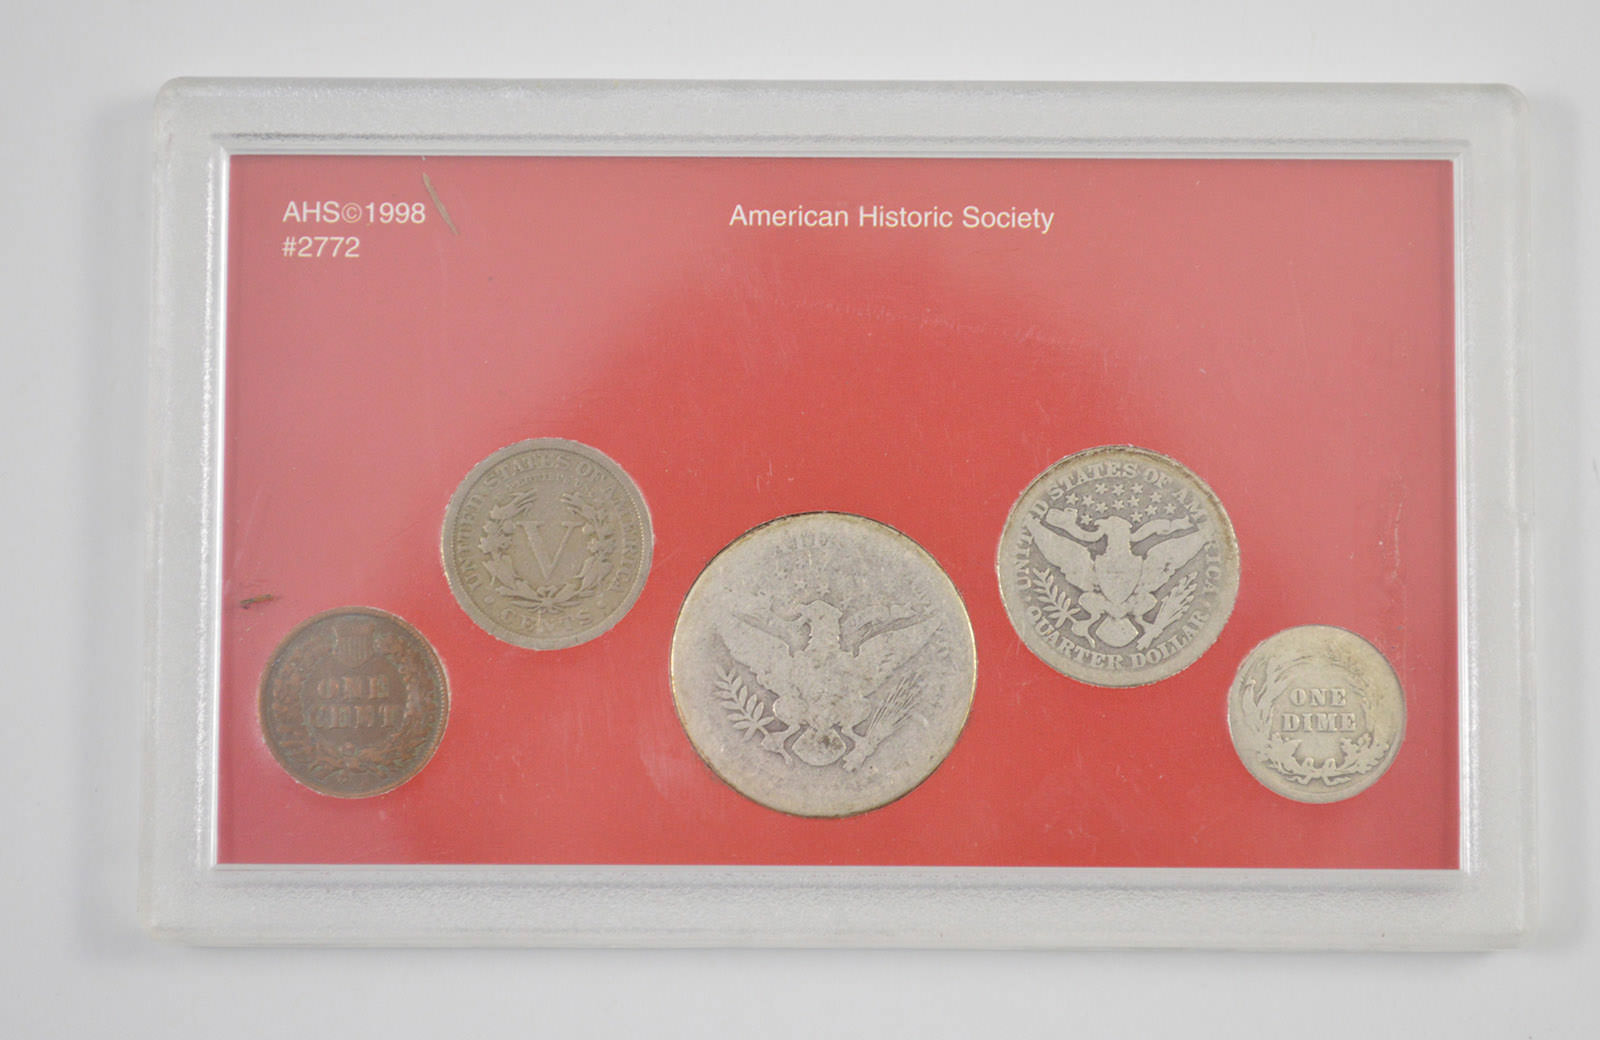 AHS©1998
#2772
American Historic Society
UNITED STATES OF AMERICA
V
CENTS
UNITED STATES OF AMERICA
QUARTER DOLLAR
ONE
CENT
ONE
DIME